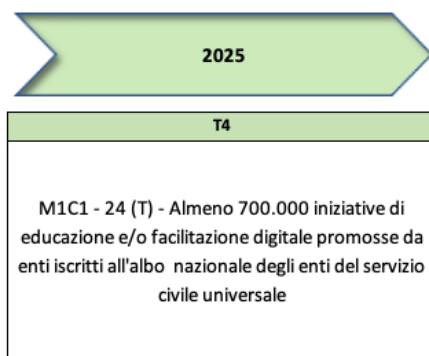 2025
T4
M1C1 - 24 (T) - Almeno 700.000 iniziative di
educazione e/o facilitazione digitale promosse da
enti iscritti all'albo  nazionale degli enti del servizio
civile universale